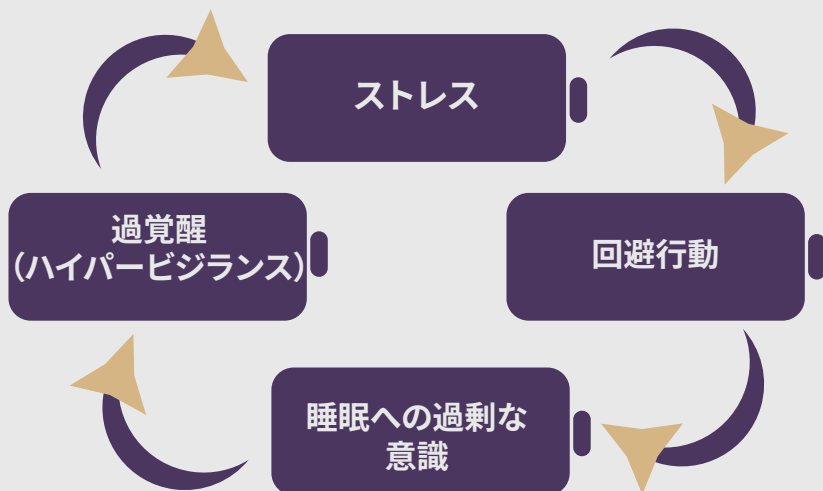 ストレス
回避行動
睡眠への過剰な
意識
過覚醒
（ハイパービジランス）